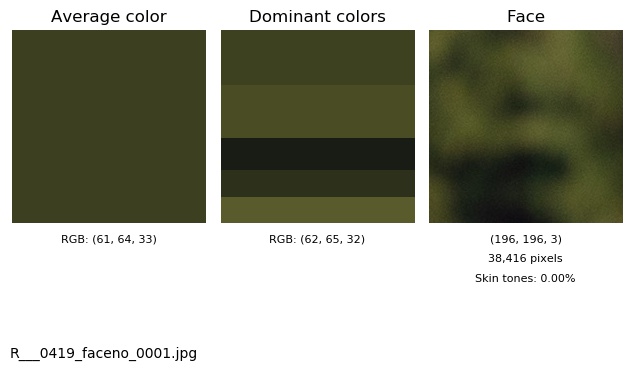 Average color
Dominant colors
Face
RGB: (61, 64, 33)
RGB: (62, 65, 32)
(196, 196, 3)
38,416 pixels
Skin tones: 0.00%
R___0419_faceno_0001.jpg